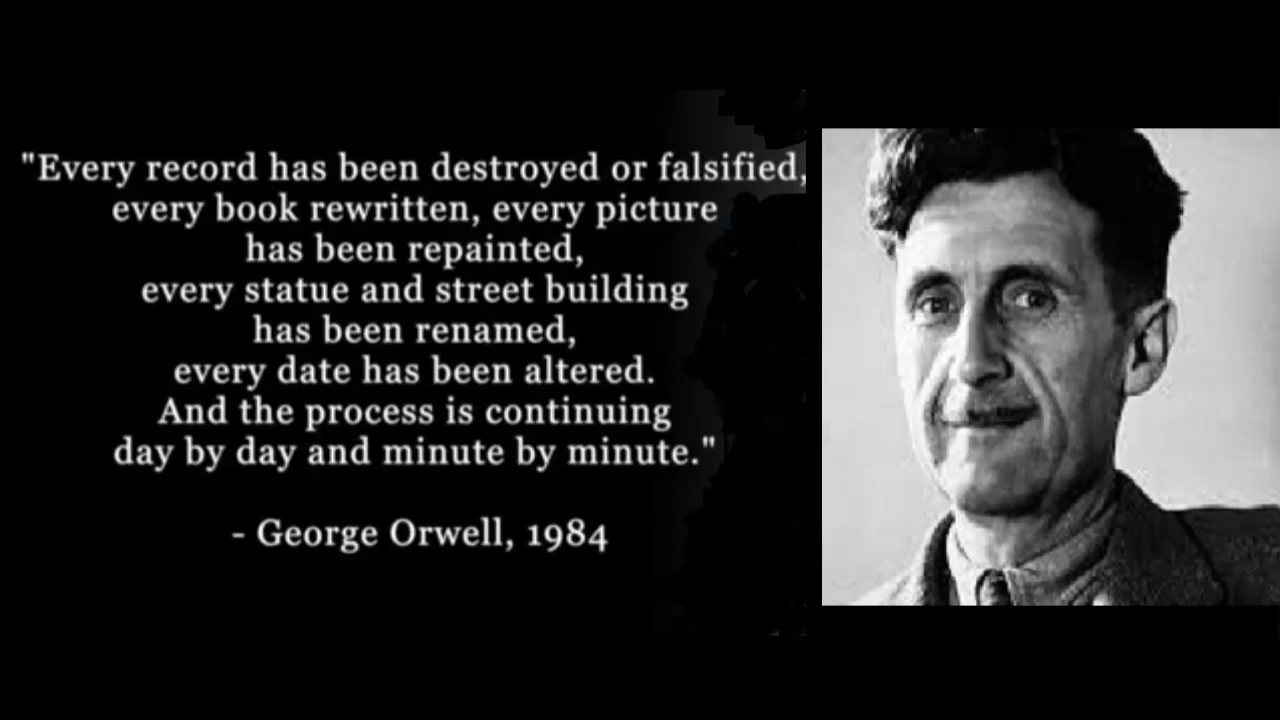 "Every record has been destroyed or falsified,
every book rewritten, every picture
has been repainted,
every statue and street building
has been renamed,
every date has been altered.
And the process is continuing
day by day and minute by minute."
- George Orwell, 1984